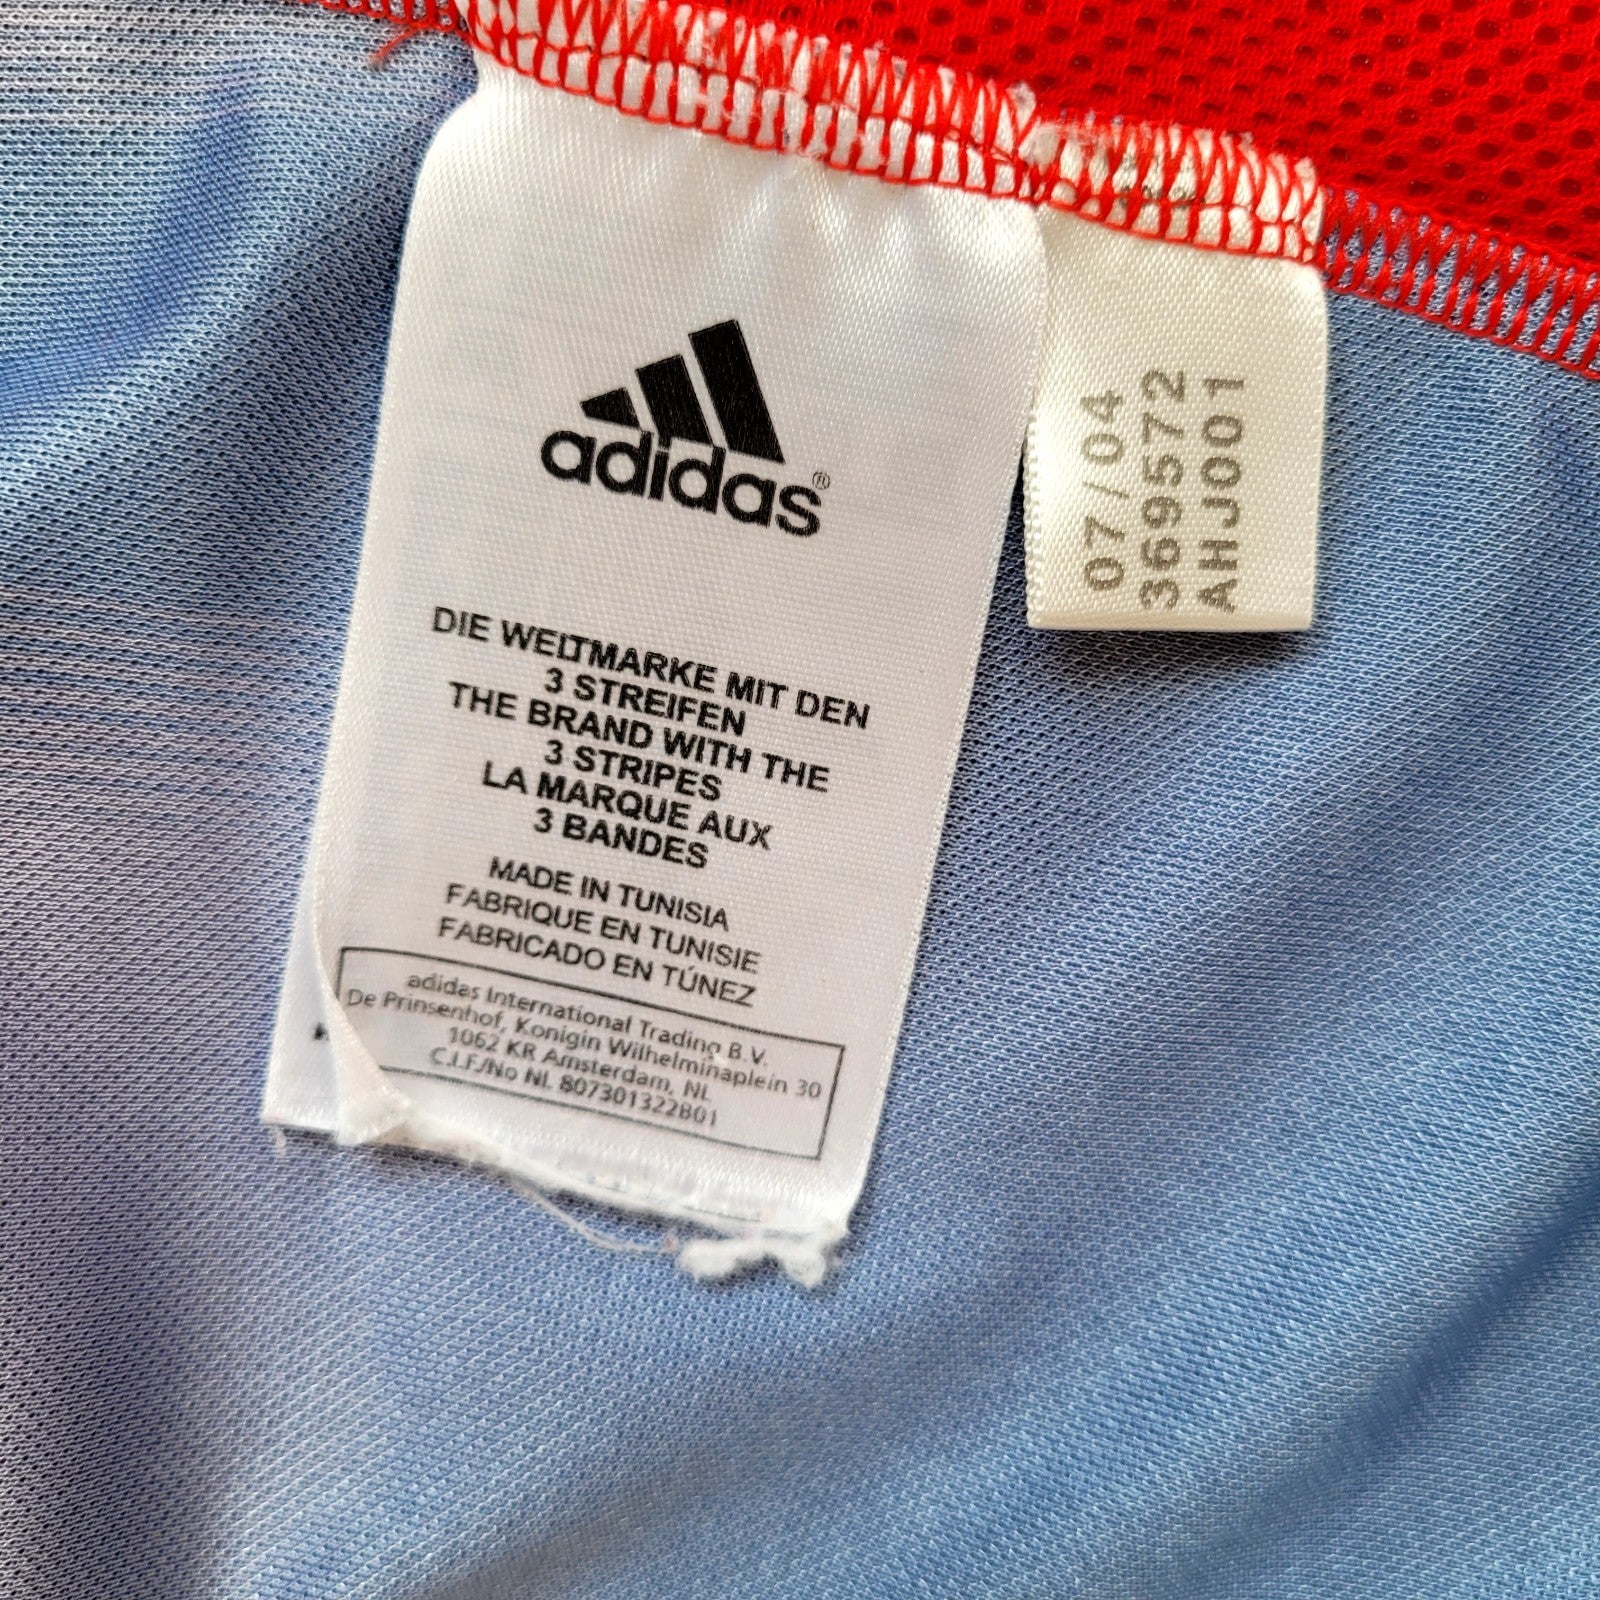 adidas®
DIE WELTMARKE MIT DEN
3 STREIFEN
THE BRAND WITH THE
3 STRIPES
LA MARQUE AUX
3 BANDES
MADE IN TUNISIA
FABRIQUE EN TUNISIE
FABRICADO EN TÚNEZ
adidas International Trading B.V.
De Prinsenhof, Konigin Wilhelminaplein 30
1062 KR Amsterdam, NL
C.I.F./No NL 807301322B01
07/04
369572
AHJ001